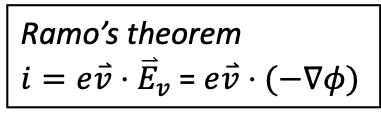 Ramo's theorem
i = ev⃗ · E⃗ᵥ = ev⃗ · (−∇ϕ)